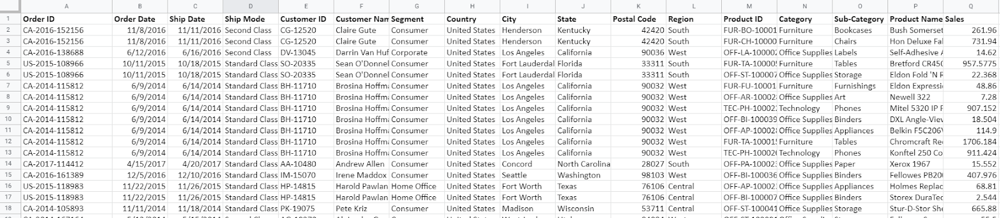 A B C D E F G H I J K L M N O P Q
1 Order ID Order Date Ship Date Ship Mode Customer ID Customer Nam Segment Country City State Postal Code Region Product ID Category Sub-Category Product Name Sales
2 CA-2016-152156 11/8/2016 11/11/2016 Second Class CG-12520 Claire Gute Consumer United States Henderson Kentucky 42420 South FUR-BO-10001 Furniture Bookcases Bush Somerset 261.96
3 CA-2016-152156 11/8/2016 11/11/2016 Second Class CG-12520 Claire Gute Consumer United States Henderson Kentucky 42420 South FUR-CH-10000 Furniture Chairs Hon Deluxe Fal 731.94
4 CA-2016-138688 6/12/2016 6/16/2016 Second Class DV-13045 Darrin Van Huf Corporate United States Los Angeles California 90036 West OFF-LA-10000 Office Supplies Labels Self-Adhesive 14.62
5 US-2015-108966 10/11/2015 10/18/2015 Standard Class SO-20335 Sean O'Donnel Consumer United States Fort Lauderdal Florida 33311 South FUR-TA-10000 Furniture Tables Bretford CR450 957.5775
6 US-2015-108966 10/11/2015 10/18/2015 Standard Class SO-20335 Sean O'Donnel Consumer United States Fort Lauderdal Florida 33311 South OFF-ST-100007 Office Supplies Storage Eldon Fold 'N R 22.368
7 CA-2014-115812 6/9/2014 6/14/2014 Standard Class BH-11710 Brosina Hoffm Consumer United States Los Angeles California 90032 West FUR-FU-10001 Furniture Furnishings Eldon Expressi 48.86
8 CA-2014-115812 6/9/2014 6/14/2014 Standard Class BH-11710 Brosina Hoffm Consumer United States Los Angeles California 90032 West OFF-AR-10002 Office Supplies Art Newell 322 7.28
9 CA-2014-115812 6/9/2014 6/14/2014 Standard Class BH-11710 Brosina Hoffm Consumer United States Los Angeles California 90032 West TEC-PH-10002 Technology Phones Mitel 5320 IP P 907.152
10 CA-2014-115812 6/9/2014 6/14/2014 Standard Class BH-11710 Brosina Hoffm Consumer United States Los Angeles California 90032 West OFF-BI-100039 Office Supplies Binders DXL Angle-View 18.504
11 CA-2014-115812 6/9/2014 6/14/2014 Standard Class BH-11710 Brosina Hoffm Consumer United States Los Angeles California 90032 West OFF-AP-10002 Office Supplies Appliances Belkin F5C206V 114.9
12 CA-2014-115812 6/9/2014 6/14/2014 Standard Class BH-11710 Brosina Hoffm Consumer United States Los Angeles California 90032 West FUR-TA-10001 Furniture Tables Chromcraft Rec 1706.184
13 CA-2014-115812 6/9/2014 6/14/2014 Standard Class BH-11710 Brosina Hoffm Consumer United States Los Angeles California 90032 West TEC-PH-10002 Technology Phones Konftel 250 Co 911.424
14 CA-2017-114412 4/15/2017 4/20/2017 Standard Class AA-10480 Andrew Allen Consumer United States Concord North Carolina 28027 South OFF-PA-10002 Office Supplies Paper Xerox 1967 15.552
15 CA-2016-161389 12/5/2016 12/10/2016 Standard Class IM-15070 Irene Maddox Consumer United States Seattle Washington 98103 West OFF-BI-100036 Office Supplies Binders Fellowes PB200 407.976
16 US-2015-118983 11/22/2015 11/26/2015 Standard Class HP-14815 Harold Pawlan Home Office United States Fort Worth Texas 76106 Central OFF-AP-10002 Office Supplies Appliances Holmes Replac 68.81
17 US-2015-118983 11/22/2015 11/26/2015 Standard Class HP-14815 Harold Pawlan Home Office United States Fort Worth Texas 76106 Central OFF-BI-100007 Office Supplies Binders Storex DuraTec 2.544
18 CA-2014-105893 11/11/2014 11/18/2014 Standard Class PK-19075 Pete Kriz Consumer United States Madison Wisconsin 53711 Central OFF-ST-100041 Office Supplies Storage Stur-D-Stor She 665.88